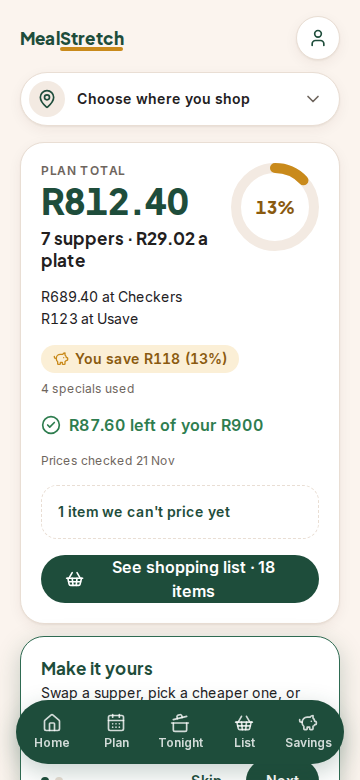 MealStretch
Choose where you shop
PLAN TOTAL
R812.40
13%
7 suppers · R29.02 a
plate
R689.40 at Checkers
R123 at Usave
You save R118 (13%)
4 specials used
R87.60 left of your R900
Prices checked 21 Nov
1 item we can't price yet
See shopping list · 18
items
Make it yours
Swap a supper, pick a cheaper one, or
Home Plan Tonight List Savings
Skip Next